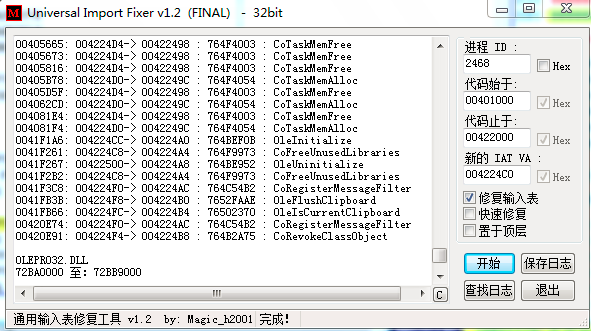 Universal Import Fixer v1.2 (FINAL) - 32bit
00405665: 004224D4-> 00422498 : 764F4003 : CoTaskMemFree
00405673: 004224D4-> 00422498 : 764F4003 : CoTaskMemFree
00405816: 004224D4-> 00422498 : 764F4003 : CoTaskMemFree
00405B78: 004224D0-> 0042249C : 764F4054 : CoTaskMemAlloc
00405D5F: 004224D4-> 00422498 : 764F4003 : CoTaskMemFree
004062CD: 004224D0-> 0042249C : 764F4054 : CoTaskMemAlloc
004081E4: 004224D4-> 00422498 : 764F4003 : CoTaskMemFree
004081F4: 004224D0-> 0042249C : 764F4054 : CoTaskMemAlloc
0041F1A6: 004224CC-> 004224A0 : 764BEF0B : OleInitialize
0041F261: 004224C8-> 004224A4 : 764F9973 : CoFreeUnusedLibraries
0041F267: 00422500-> 004224A8 : 764BE952 : OleUninitialize
0041F2B2: 004224C8-> 004224A4 : 764F9973 : CoFreeUnusedLibraries
0041F3C8: 004224F0-> 004224AC : 764C54B2 : CoRegisterMessageFilter
0041FB3B: 004224F8-> 004224B0 : 7652FAAE : OleFlushClipboard
0041FB66: 004224FC-> 004224B4 : 76502370 : OleIsCurrentClipboard
00420E74: 004224F0-> 004224AC : 764C54B2 : CoRegisterMessageFilter
00420E91: 004224F4-> 004224B8 : 764B2A75 : CoRevokeClassObject
OLEPRO32.DLL
72BA0000 至: 72BB9000
C
进程 ID :
2468
Hex
代码始于:
00401000
Hex
代码止于:
00422000
Hex
新的 IAT VA :
004224C0
Hex
修复输入表
快速修复
置于顶层
开始
保存日志
查找日志
退出
通用输入表修复工具 v1.2 by: Magic_h2001
完成!